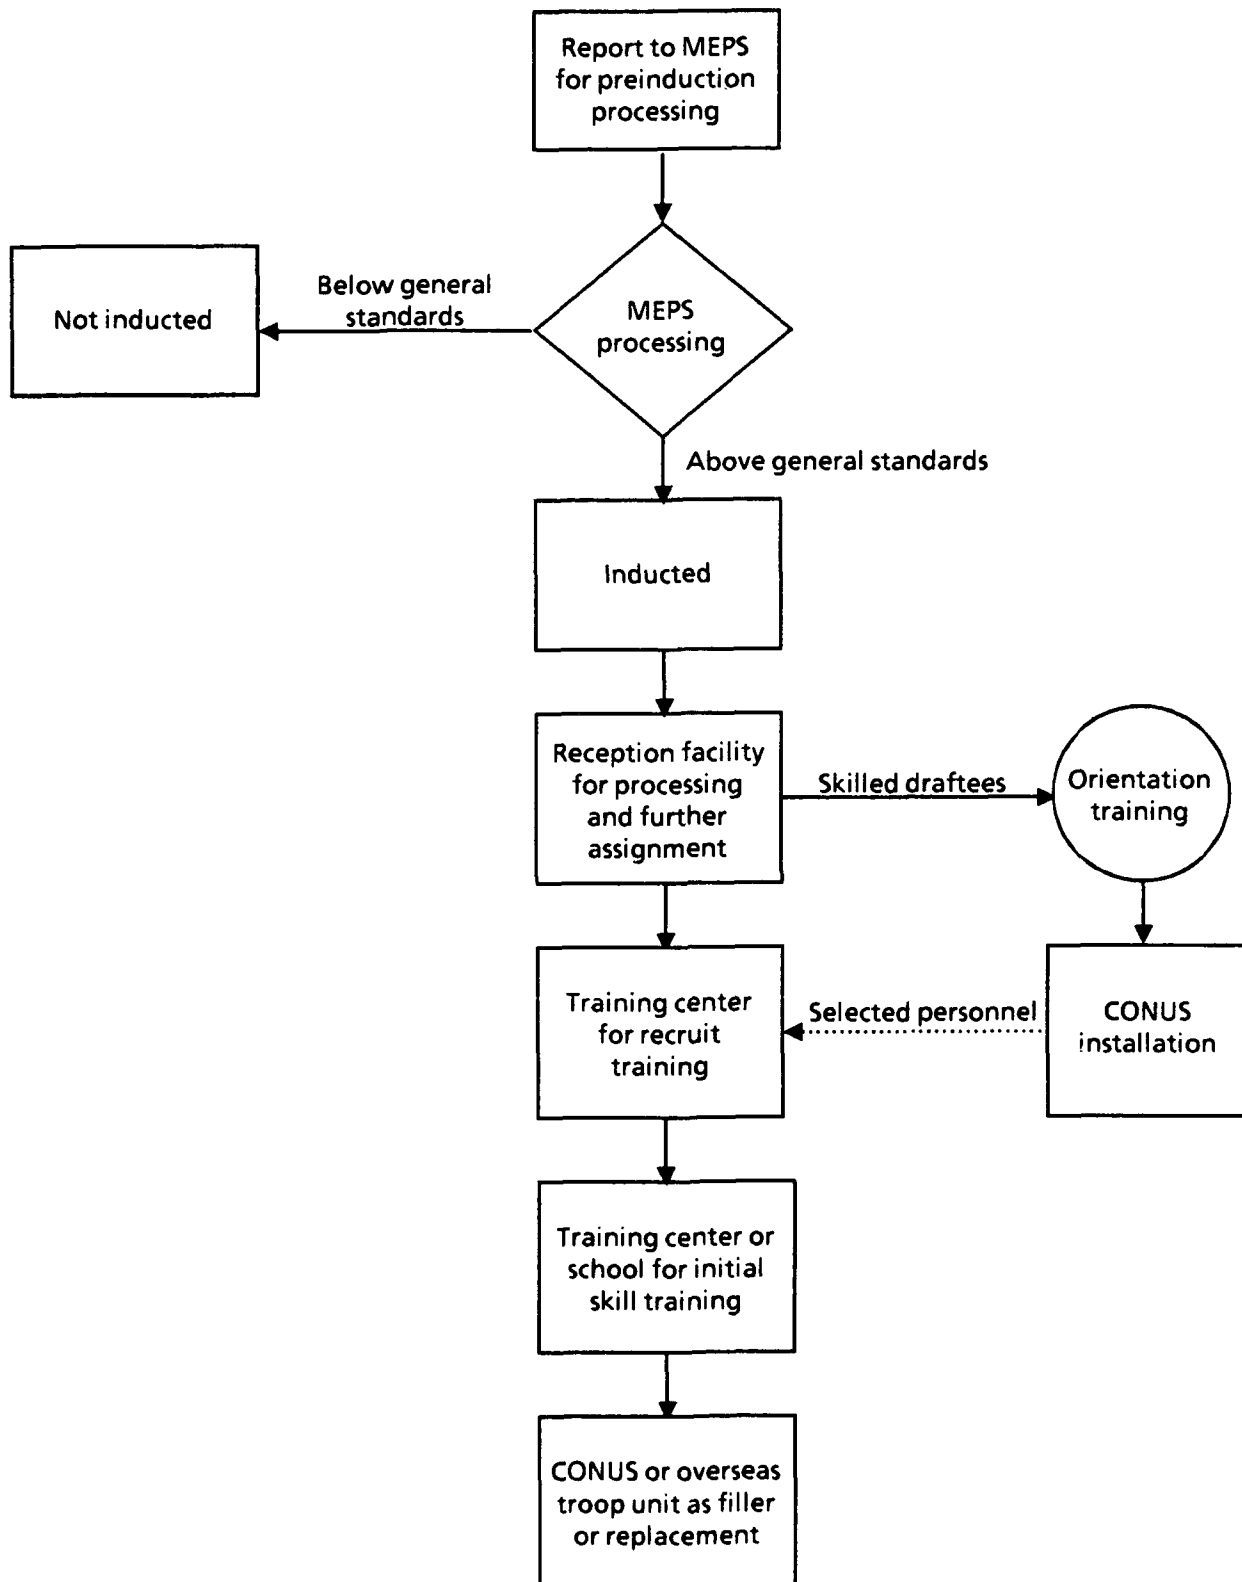 Report to MEPS
for preinduction
processing
Below general
standards
Not inducted
MEPS
processing
Above general standards
Inducted
Reception facility
for processing
and further
assignment
Skilled draftees
Orientation
training
Training center
for recruit
training
Selected personnel
CONUS
installation
Training center or
school for initial
skill training
CONUS or overseas
troop unit as filler
or replacement